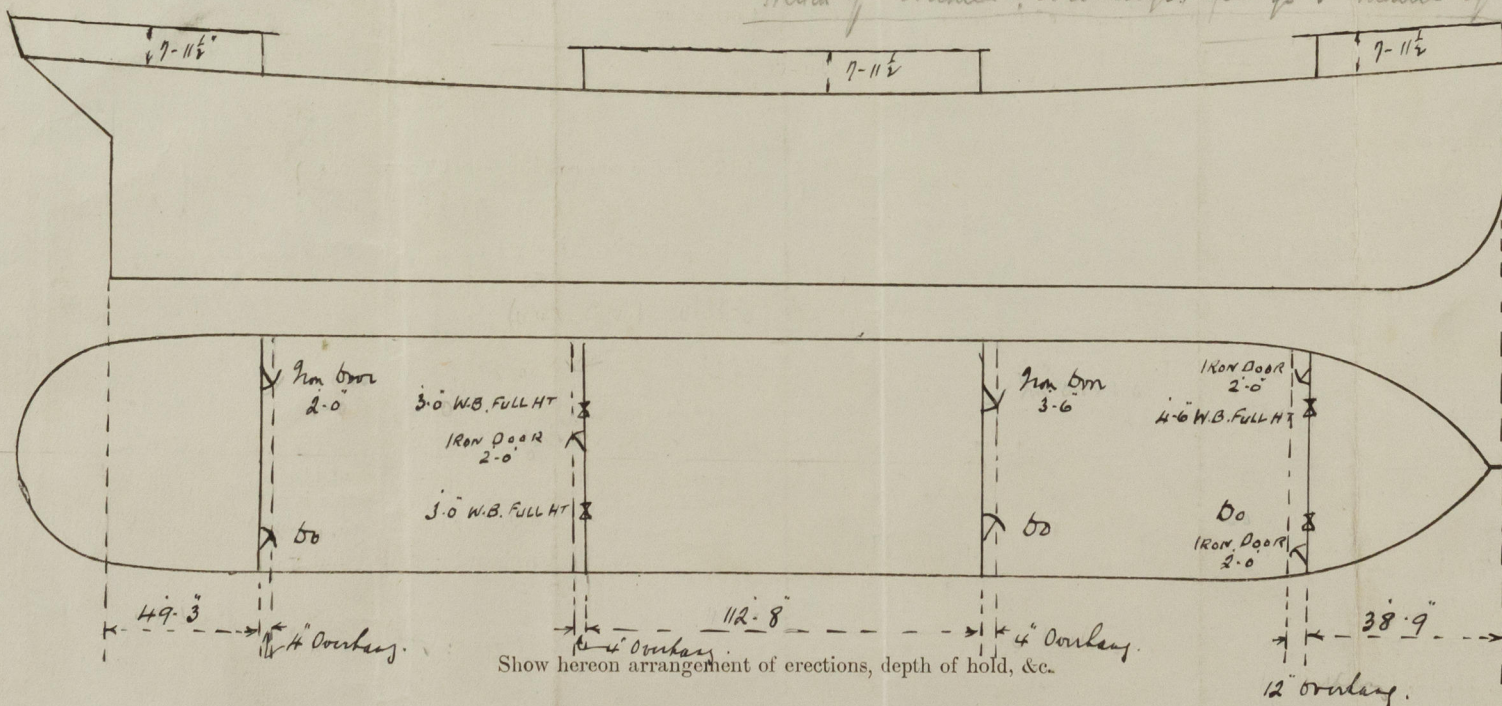 7-11½"
7-11½
7-11½
Iron Door
2'-0"
3'-0" W.B. FULL HT
IRON DOOR
2'-0"
3'-0" W.B. FULL HT
Do
Iron Door
3'-6"
Do
IRON DOOR
2'-0"
4'-6" W.B. FULL HT
Do
IRON DOOR
2'-0
49'-3"
112'-8"
38'-9"
4" Overhang.
4" Overhang.
4" Overhang.
12" Overhang.
Show hereon arrangement of erections, depth of hold, &c.